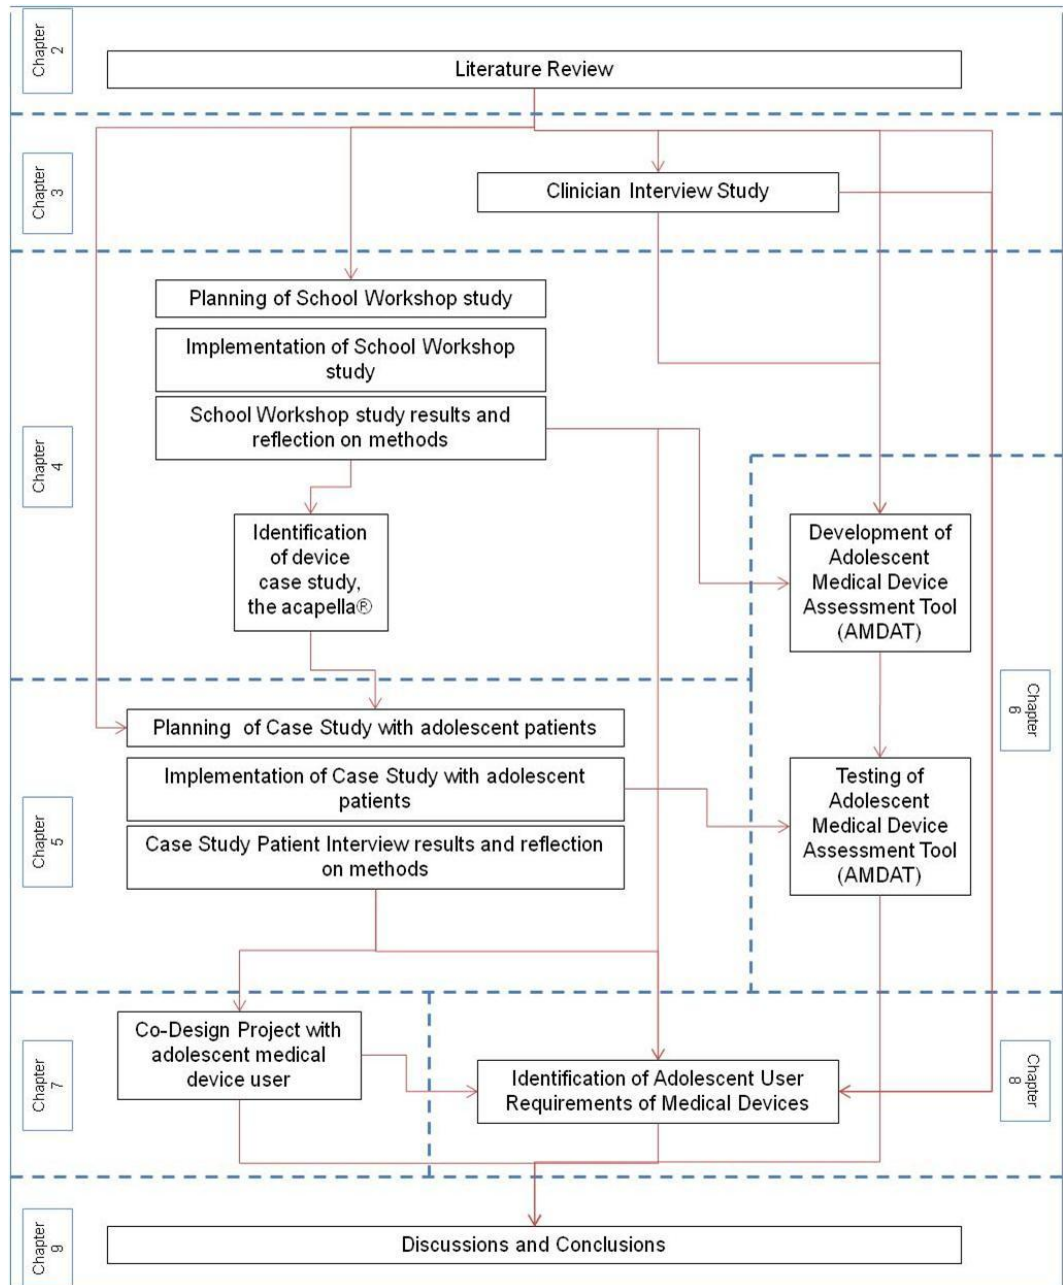 Chapter
2
Literature Review
Chapter
3
Clinician Interview Study
Chapter
4
Planning of School Workshop study
Implementation of School Workshop
study
School Workshop study results and
reflection on methods
Identification
of device
case study,
the acapella®
Development of
Adolescent
Medical Device
Assessment Tool
(AMDAT)
Chapter
6
Chapter
5
Planning of Case Study with adolescent patients
Implementation of Case Study with adolescent
patients
Case Study Patient Interview results and reflection
on methods
Testing of
Adolescent
Medical Device
Assessment Tool
(AMDAT)
Chapter
7
Co-Design Project with
adolescent medical
device user
Identification of Adolescent User
Requirements of Medical Devices
Chapter
8
Chapter
9
Discussions and Conclusions